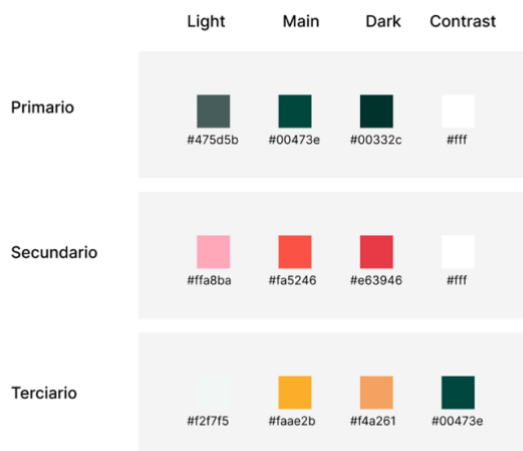 Light Main Dark Contrast
Primario
#475d5b #00473e #00332c #fff
Secundario
#ffa8ba #fa5246 #e63946 #fff
Terciario
#f2f7f5 #faae2b #f4a261 #00473e